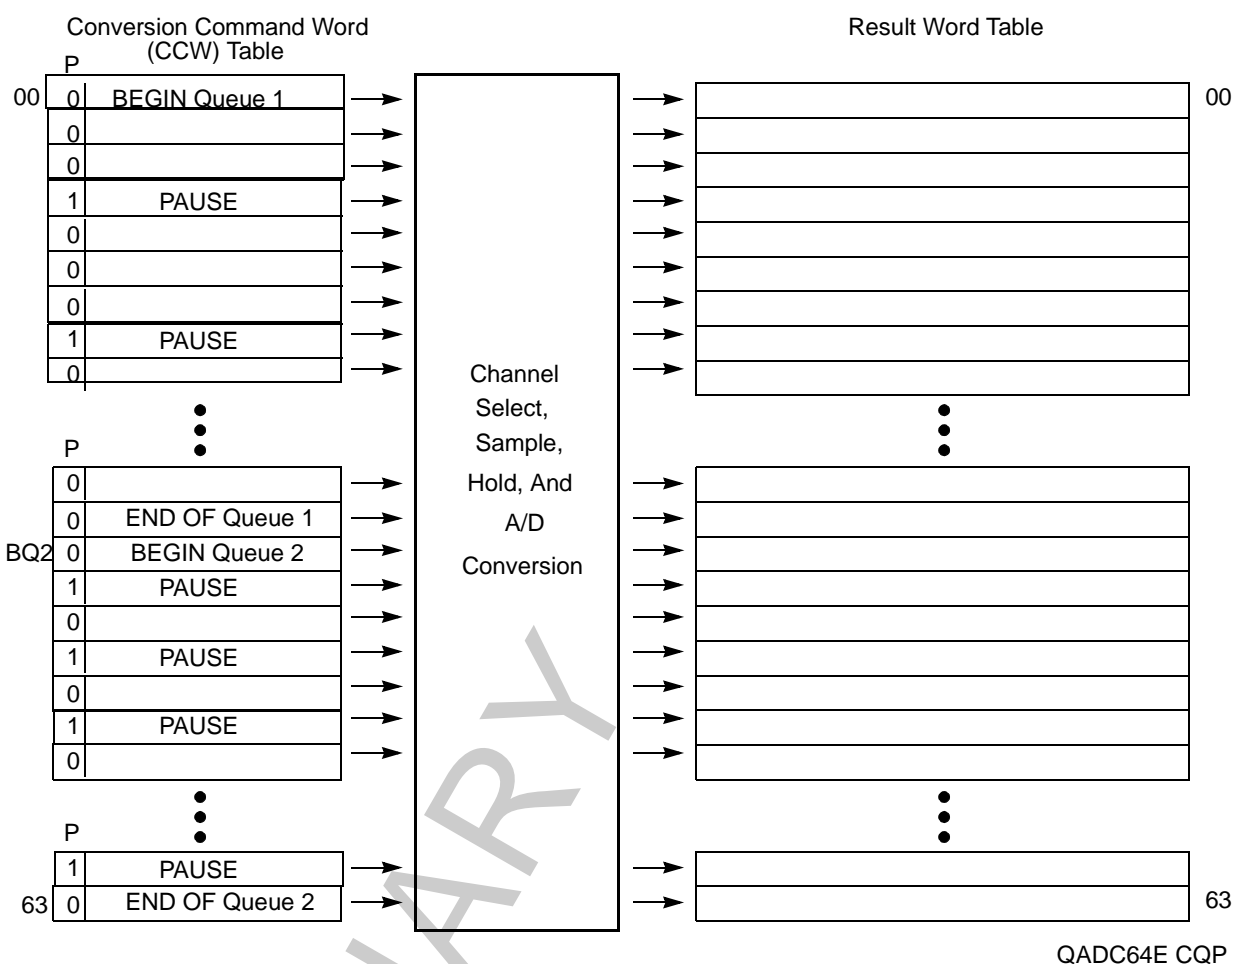 Conversion Command Word
(CCW) Table
Result Word Table
P
00 0 BEGIN Queue 1 00
0
0
1 PAUSE
0
0
0
1 PAUSE
0
Channel
Select,
Sample,
Hold, And
A/D
Conversion
P
0
0 END OF Queue 1
BQ2 0 BEGIN Queue 2
1 PAUSE
0
1 PAUSE
0
1 PAUSE
0
P
1 PAUSE
63 0 END OF Queue 2 63
QADC64E CQP
NARY